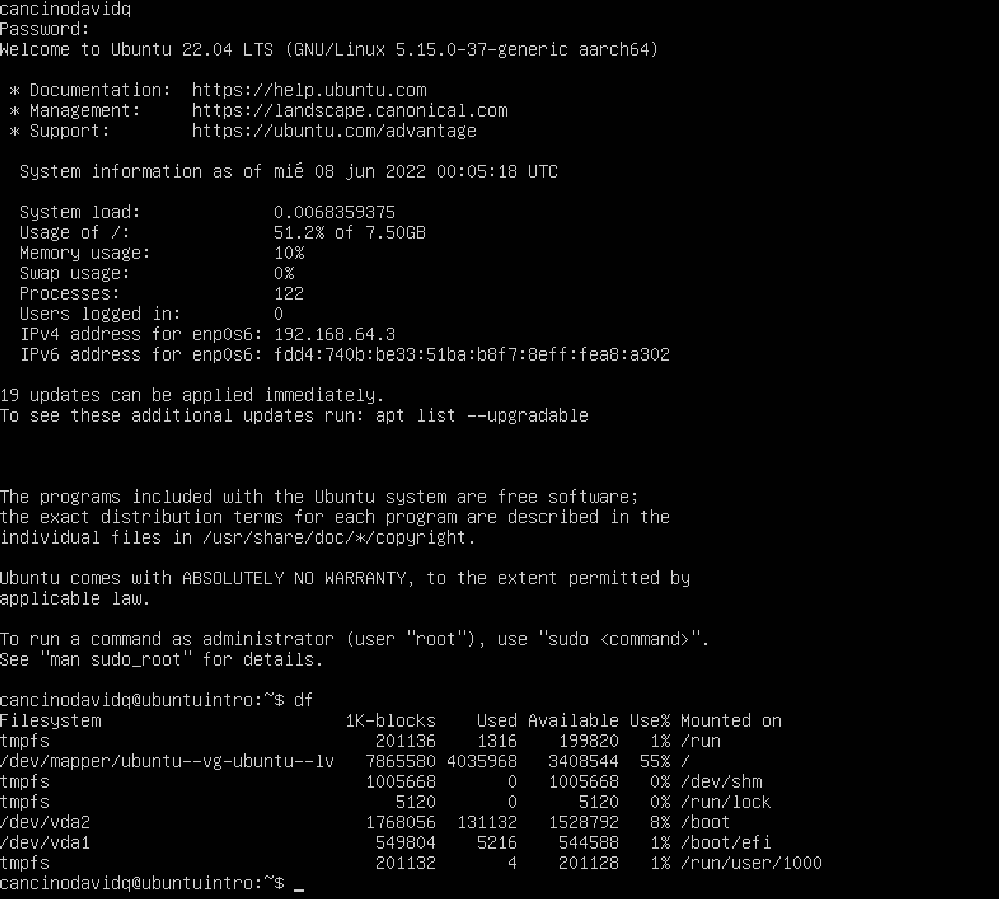 cancinodavidq
Password:
Welcome to Ubuntu 22.04 LTS (GNU/Linux 5.15.0-37-generic aarch64)

 * Documentation:  https://help.ubuntu.com
 * Management:     https://landscape.canonical.com
 * Support:        https://ubuntu.com/advantage

  System information as of mié 08 jun 2022 00:05:18 UTC

  System load:             0.0068359375
  Usage of /:              51.2% of 7.50GB
  Memory usage:            10%
  Swap usage:              0%
  Processes:               122
  Users logged in:         0
  IPv4 address for enp0s6: 192.168.64.3
  IPv6 address for enp0s6: fdd4:740b:be33:51ba:b8f7:8eff:fea8:a302

19 updates can be applied immediately.
To see these additional updates run: apt list --upgradable

The programs included with the Ubuntu system are free software;
the exact distribution terms for each program are described in the
individual files in /usr/share/doc/*/copyright.

Ubuntu comes with ABSOLUTELY NO WARRANTY, to the extent permitted by
applicable law.

To run a command as administrator (user "root"), use "sudo <command>".
See "man sudo_root" for details.

cancinodavidq@ubuntuintro:~$ df
Filesystem                        1K-blocks    Used Available Use% Mounted on
tmpfs                                201136    1316    199820   1% /run
/dev/mapper/ubuntu--vg-ubuntu--lv   7865580 4035968   3408544  55% /
tmpfs                               1005668       0   1005668   0% /dev/shm
tmpfs                                  5120       0      5120   0% /run/lock
/dev/vda2                           1768056  131132   1528792   8% /boot
/dev/vda1                            549804    5216    544588   1% /boot/efi
tmpfs                                201132       4    201128   1% /run/user/1000
cancinodavidq@ubuntuintro:~$ _